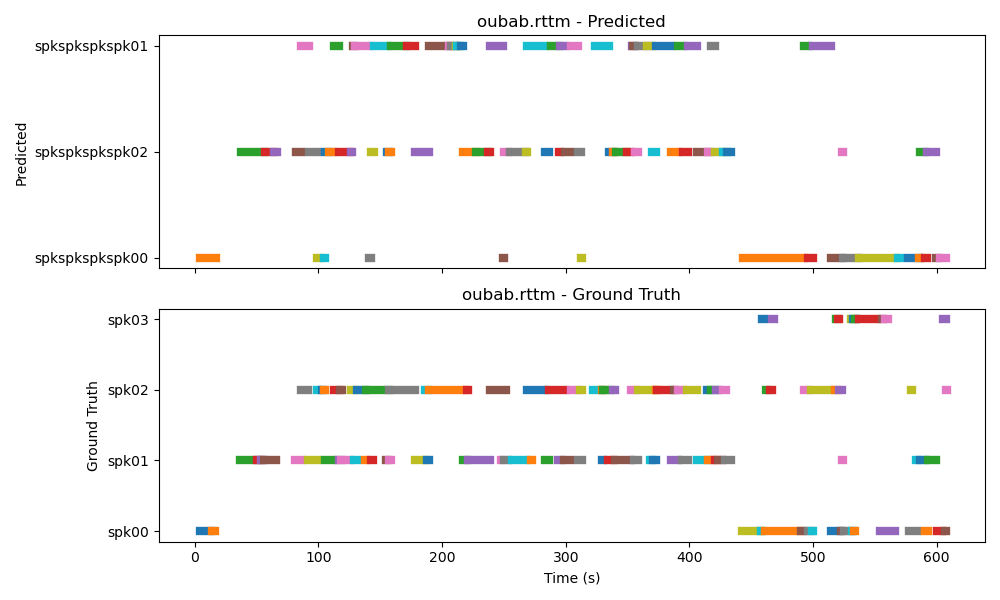 oubab.rttm - Predicted
spkspkspkspk01
spkspkspkspk02
spkspkspkspk00
Predicted
oubab.rttm - Ground Truth
spk03
spk02
spk01
spk00
Ground Truth
0 100 200 300 400 500 600
Time (s)